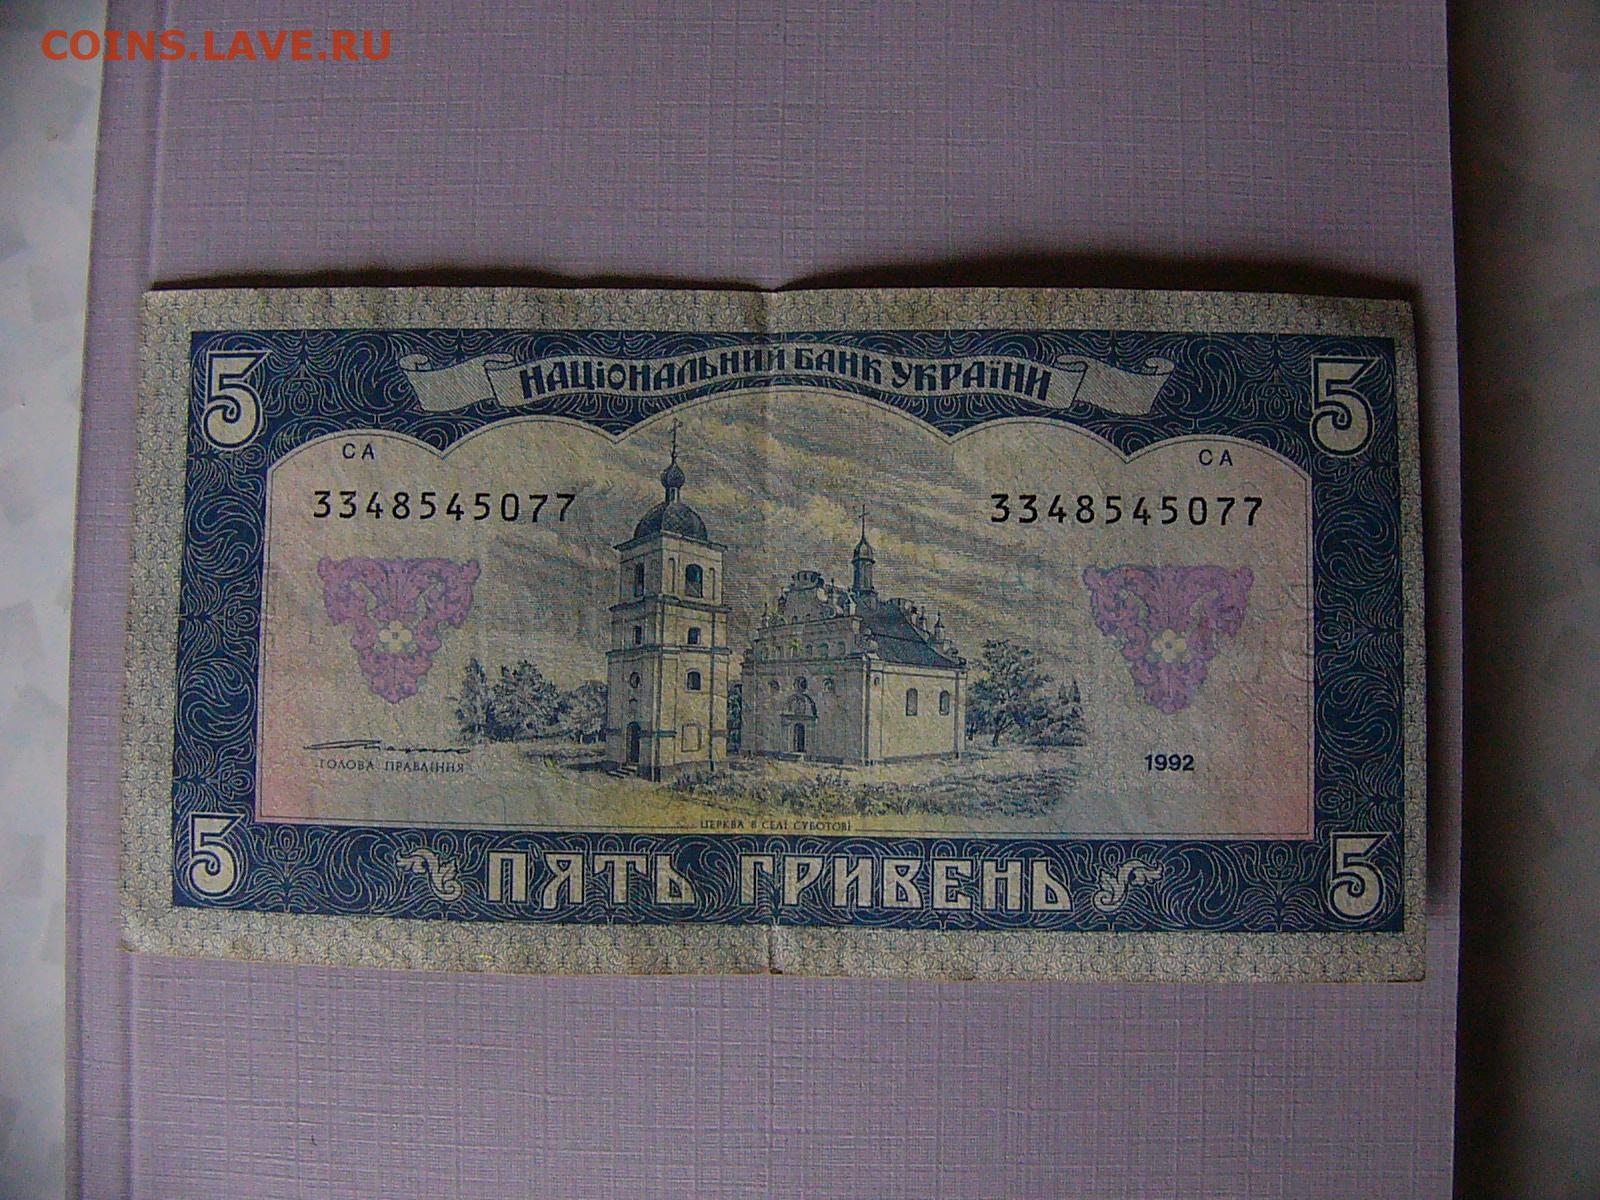 COINS.LAVE.RU
НАЦІОНАЛЬНИЙ БАНК УКРАЇНИ
5 5
СА СА
3348545077 3348545077
ГОЛОВА ПРАВЛІННЯ
1992
ЦЕРКВА В СЕЛІ СУБОТОВІ
5 ПЯТЬ ГРИВЕНЬ 5